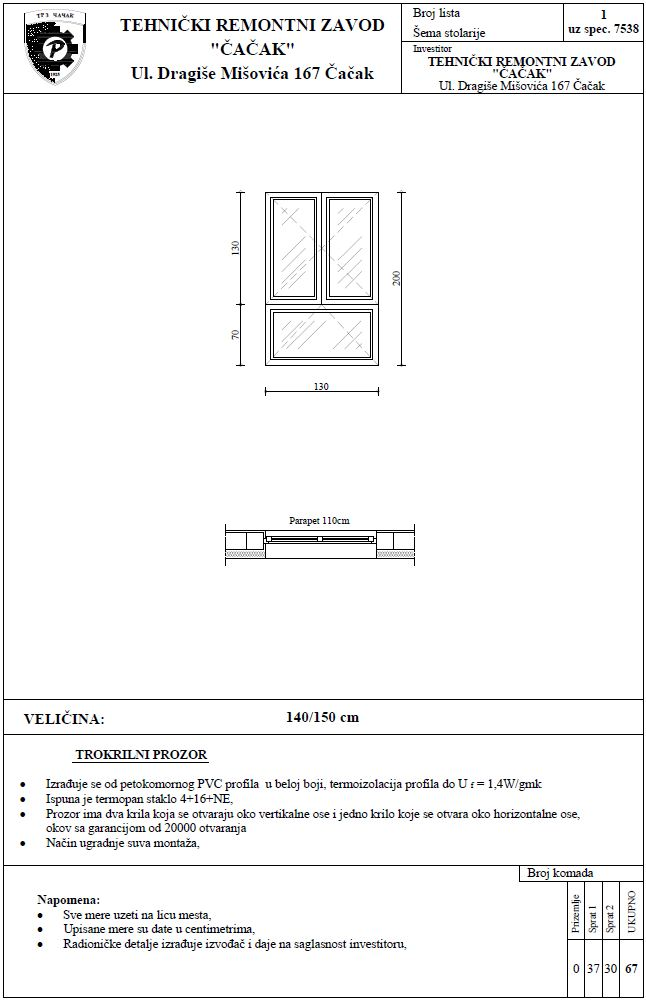 ТРЗ ЧАЧАК
TEHNIČKI REMONTNI ZAVOD
"ČAČAK"
Ul. Dragiše Mišovića 167 Čačak
Broj lista
Šema stolarije
1
uz spec. 7538
Investitor
TEHNIČKI REMONTNI ZAVOD
"ČAČAK"
Ul. Dragiše Mišovića 167 Čačak
130
70
200
130
Parapet 110cm
VELIČINA:
140/150 cm
TROKRILNI PROZOR
• Izrađuje se od petokomornog PVC profila u beloj boji, termoizolacija profila do U f = 1,4W/gmk
• Ispuna je termopan staklo 4+16+NE,
• Prozor ima dva krila koja se otvaraju oko vertikalne ose i jedno krilo koje se otvara oko horizontalne ose,
okov sa garancijom od 20000 otvaranja
• Način ugradnje suva montaža,
Broj komada
Napomena:
• Sve mere uzeti na licu mesta,
• Upisane mere su date u centimetrima,
• Radioničke detalje izrađuje izvođač i daje na saglasnost investitoru,
Prizemlje
Sprat 1
Sprat 2
UKUPNO
0 37 30 67